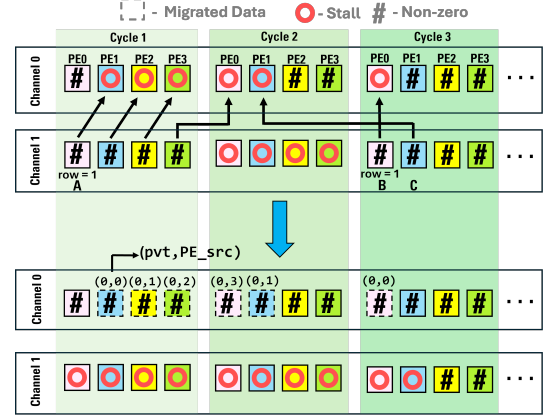 - Migrated Data - Stall # - Non-zero
Cycle 1 Cycle 2 Cycle 3
PE0 PE1 PE2 PE3 PE0 PE1 PE2 PE3 PE0 PE1 PE2 PE3
Channel 0
# # # # # # ...
Channel 1
# # # # # # # # ...
row = 1 row = 1
A B C
(pvt,PE_src)
(0,0) (0,1) (0,2) (0,3) (0,1) (0,0)
Channel 0
# # # # # # # # # # # # ...
Channel 1
# # ...